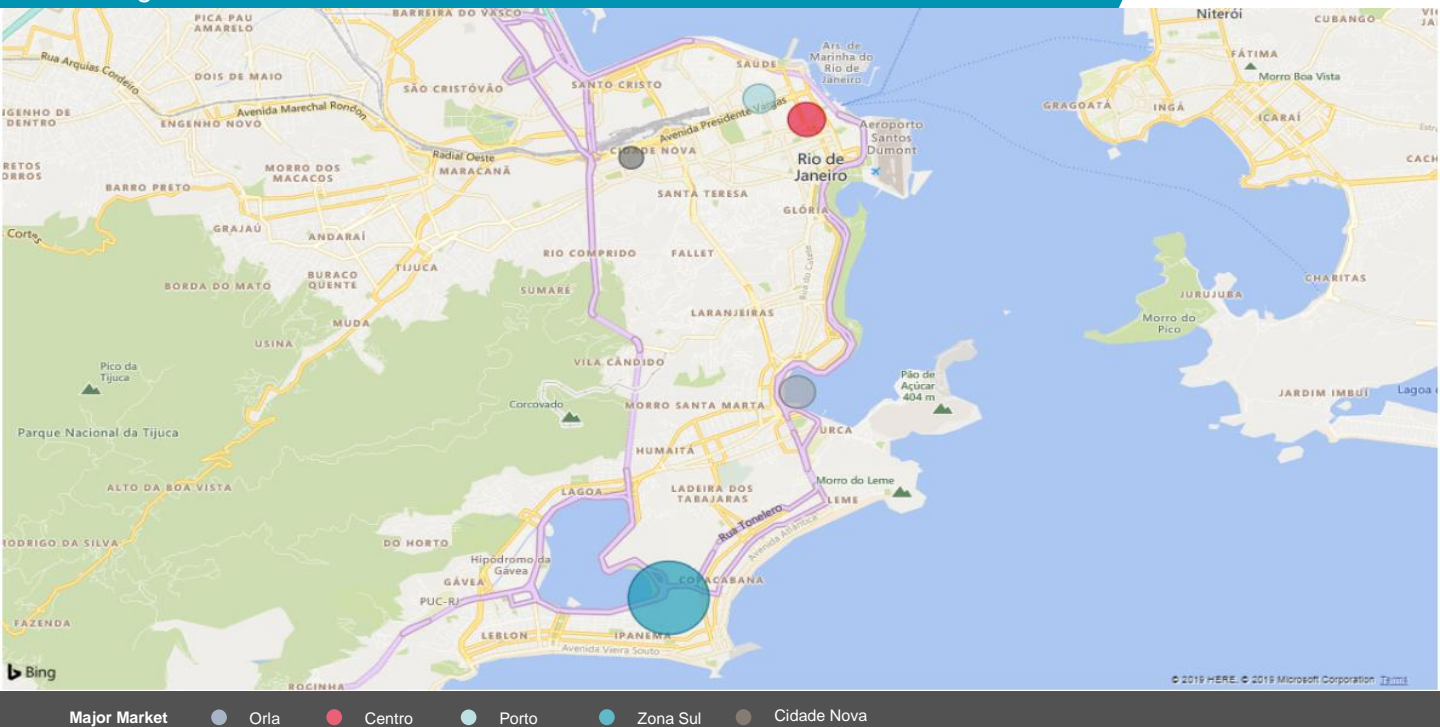 BARREIRA DO VASCO
Niterói
PICA PAU
AMARELO
CUBANGO
Ars. de
Marinha do
Rio de
Janeiro
FÁTIMA
Rua Arquias Cordeiro
SAÚDE
Morro Boa Vista
DOIS DE MAIO
SÃO CRISTÓVÃO
SANTO CRISTO
Avenida Marechal Rondon
GRAGOATÁ
INGÁ
ENGENHO NOVO
DENTRO
Avenida Presidente Vargas
ICARAÍ
Aeroporto
Santos
Dumont
CIDADE NOVA
Radial Oeste
Rio de
Janeiro
MORRO DOS
MACACOS
MARACANÃ
BARRO PRETO
SANTA TERESA
GLÓRIA
GRAJAÚ
ANDARAÍ
RIO COMPRIDO
FALLET
Rua do Catete
TIJUCA
BURACO
QUENTE
BORDA DO MATO
SUMARÉ
CHARITAS
JURUJUBA
LARANJEIRAS
Morro do
Pico
MUDA
USINA
VILA CÂNDIDO
Pico da
Tijuca
Pão de
Açúcar
404 m
JARDIM IMBUÍ
Lagoa
Corcovado
MORRO SANTA MARTA
Parque Nacional da Tijuca
URCA
HUMAITÁ
ALTO DA BOA VISTA
LAGOA
LADEIRA DOS
TABAJARAS
Morro do Leme
LEME
Rua Tonelero
Avenida Atlântica
RODRIGO DA SILVA
DO HORTO
Hipódromo da
Gávea
GÁVEA
COPACABANA
PUC-RJ
FAZENDA
LEBLON
IPANEMA
Avenida Vieira Souto
Bing
© 2019 HERE, © 2019 Microsoft Corporation Terms
ROCINHA
Major Market Orla Centro Porto Zona Sul Cidade Nova